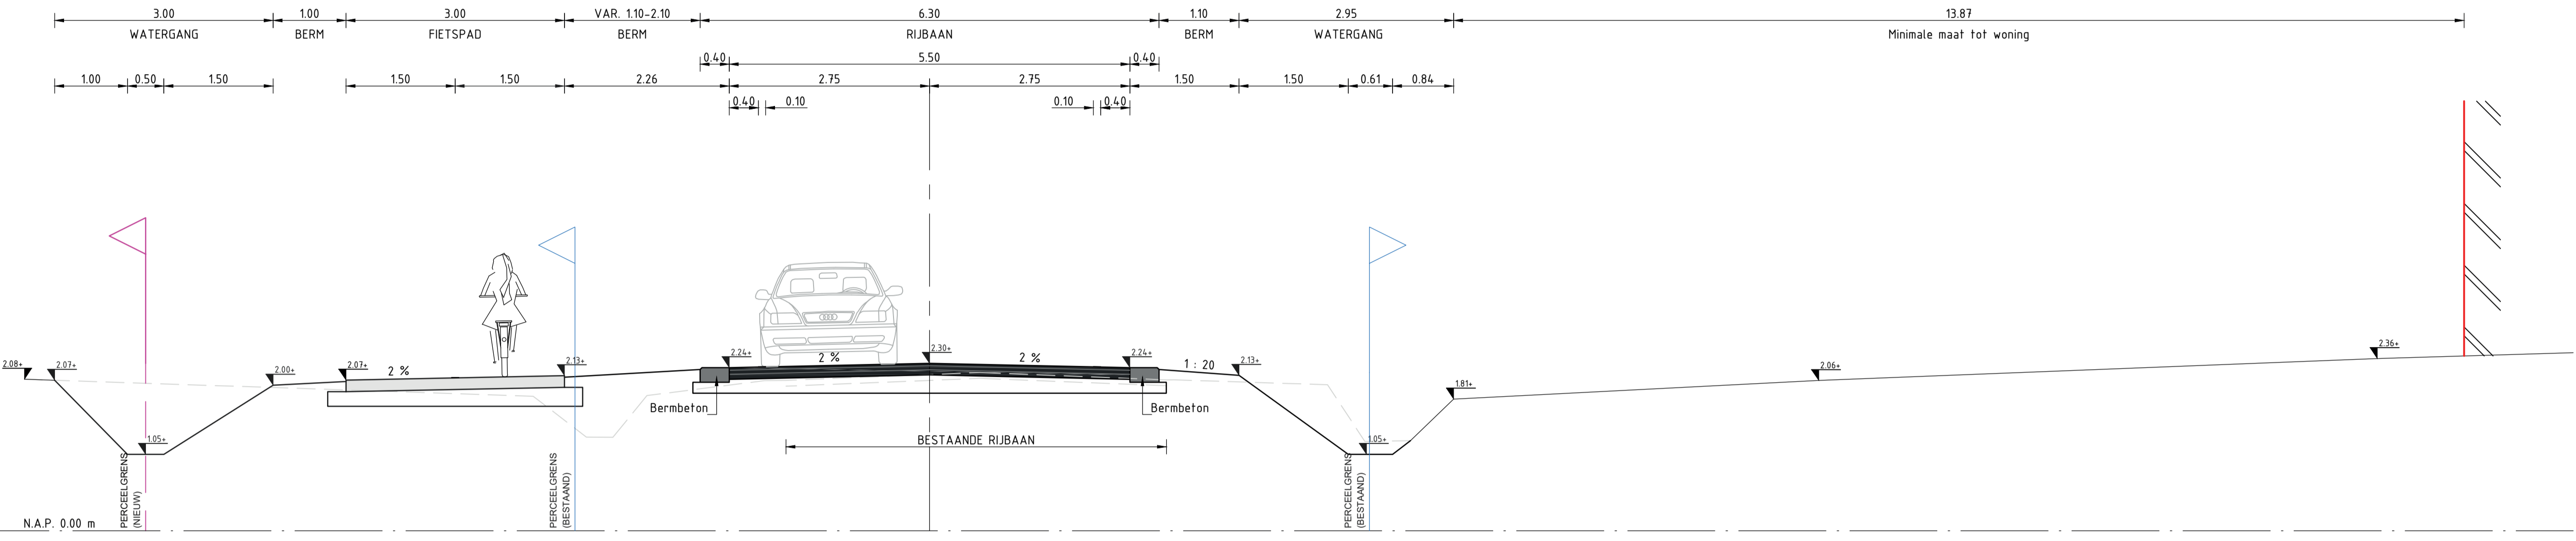 3.00 1.00 3.00 VAR. 1.10-2.10 6.30 1.10 2.95 13.87
WATERGANG BERM FIETSPAD BERM RIJBAAN BERM WATERGANG Minimale maat tot woning
0.40 5.50 0.40
1.00 0.50 1.50 1.50 1.50 2.26 2.75 2.75 1.50 1.50 0.61 0.84
0.40 0.10 0.10 0.40
2.08+ 2.07+ 2.00+ 2.07+ 2 % 2.13+ 2.24+ 2 % 2.30+ 2 % 2.24+ 1 : 20 2.13+ 1.81+ 2.06+ 2.36+
Bermbeton Bermbeton
1.05+ BESTAANDE RIJBAAN 1.05+
PERCEELGRENS
(NIEUW)
PERCEELGRENS
(BESTAAND)
PERCEELGRENS
(BESTAAND)
N.A.P. 0.00 m